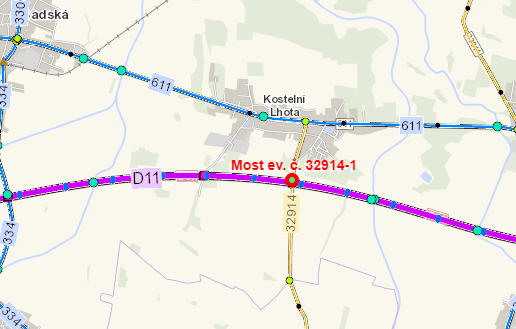 330
adská
334
611
Kostelní
Lhota
611
Most ev. č. 32914-1
D11
32914
334